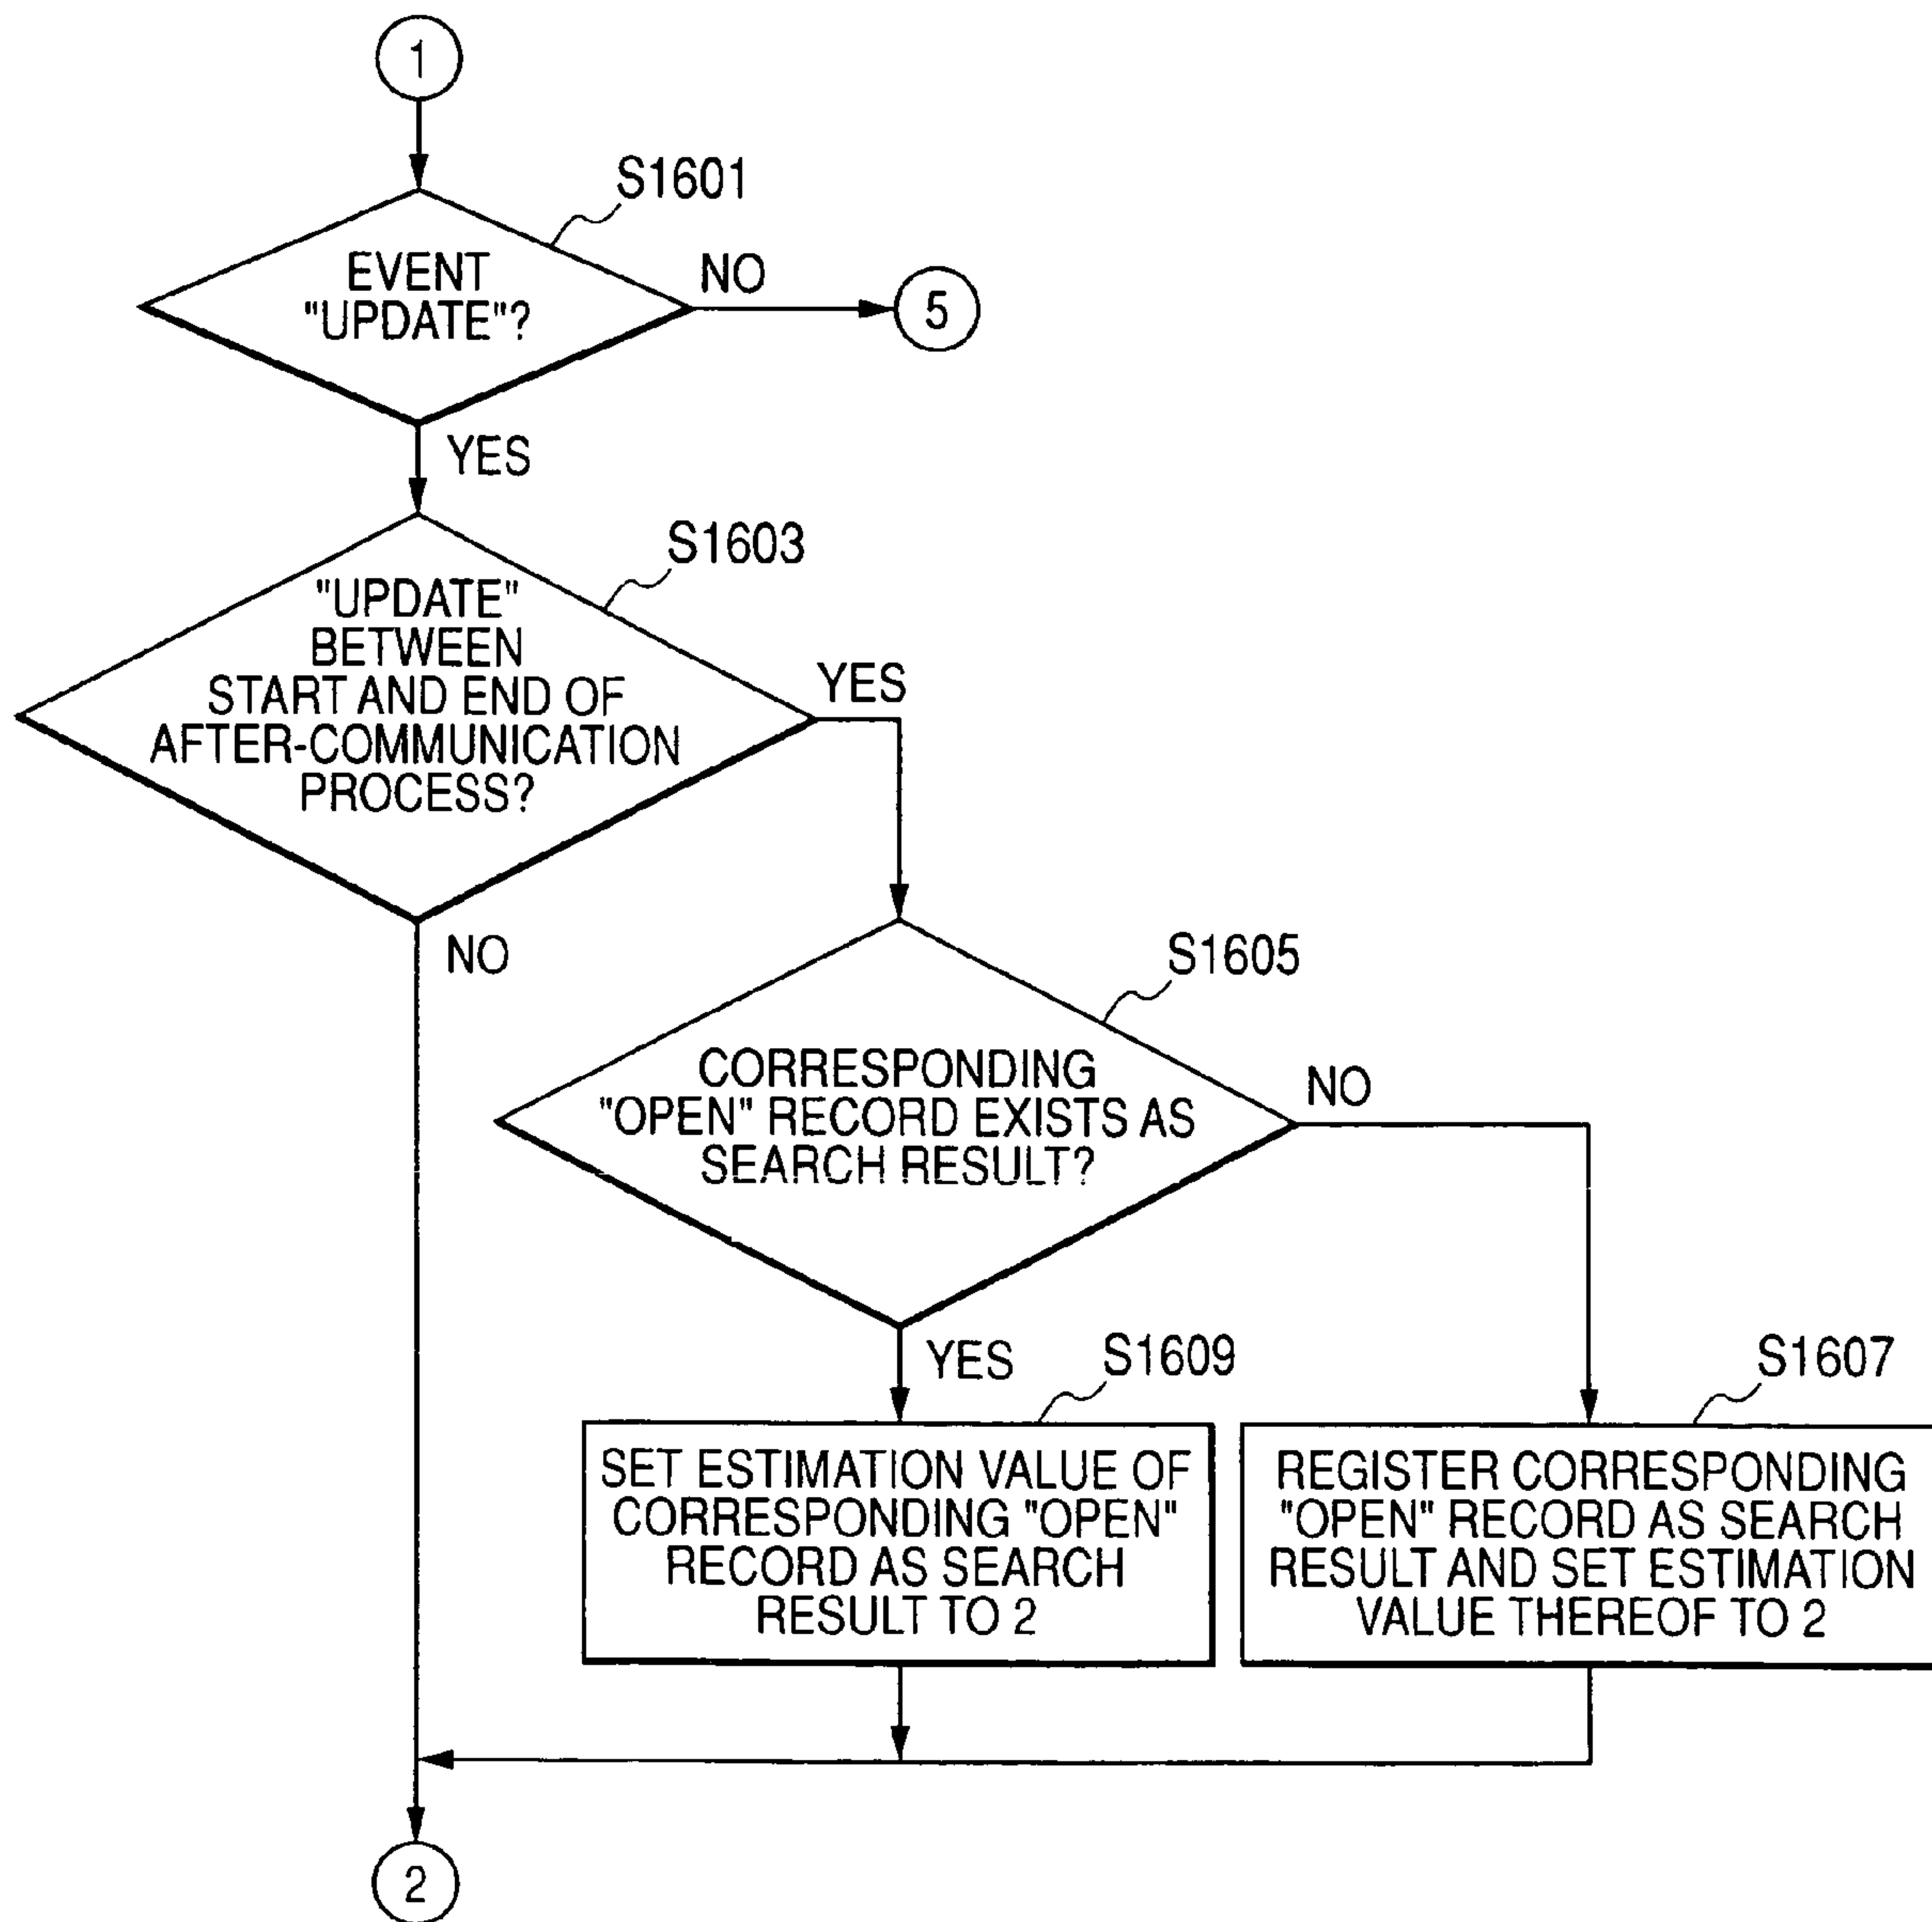 1
S1601
EVENT
"UPDATE"?
NO
5
YES
S1603
"UPDATE"
BETWEEN
START AND END OF
AFTER-COMMUNICATION
PROCESS?
YES
NO
S1605
CORRESPONDING
"OPEN" RECORD EXISTS AS
SEARCH RESULT?
NO
YES
S1609
SET ESTIMATION VALUE OF
CORRESPONDING "OPEN"
RECORD AS SEARCH
RESULT TO 2
S1607
REGISTER CORRESPONDING
"OPEN" RECORD AS SEARCH
RESULT AND SET ESTIMATION
VALUE THEREOF TO 2
2